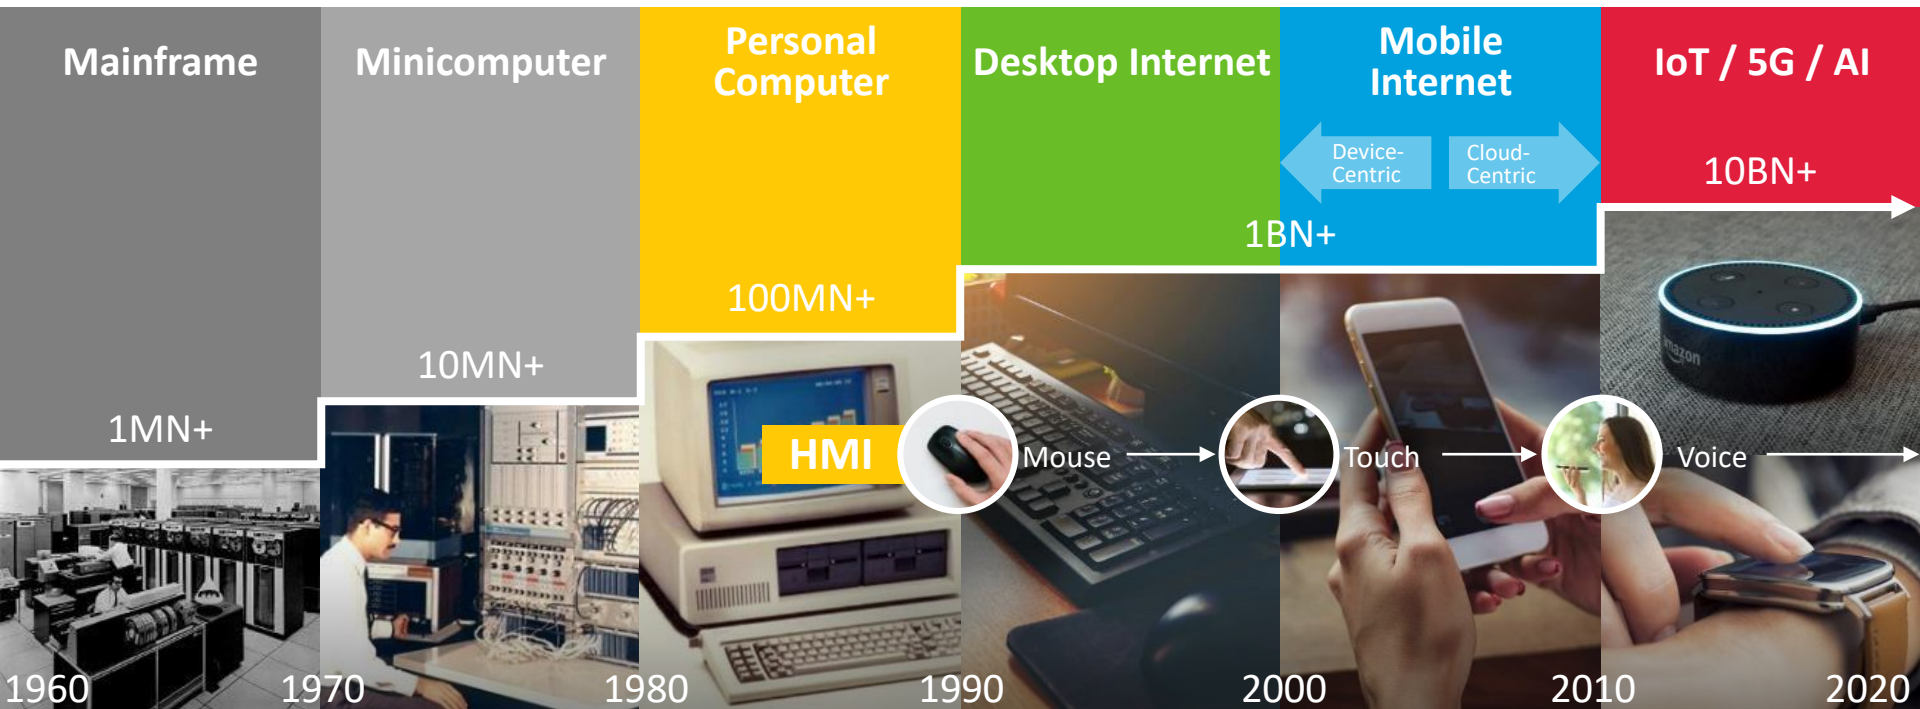 Mainframe
Minicomputer
Personal
Computer
Desktop Internet
Mobile
Internet
IoT / 5G / AI
Device-
Centric
Cloud-
Centric
10BN+
1BN+
100MN+
10MN+
1MN+
amazon
HMI
Mouse
Touch
Voice
1960
1970
1980
1990
2000
2010
2020